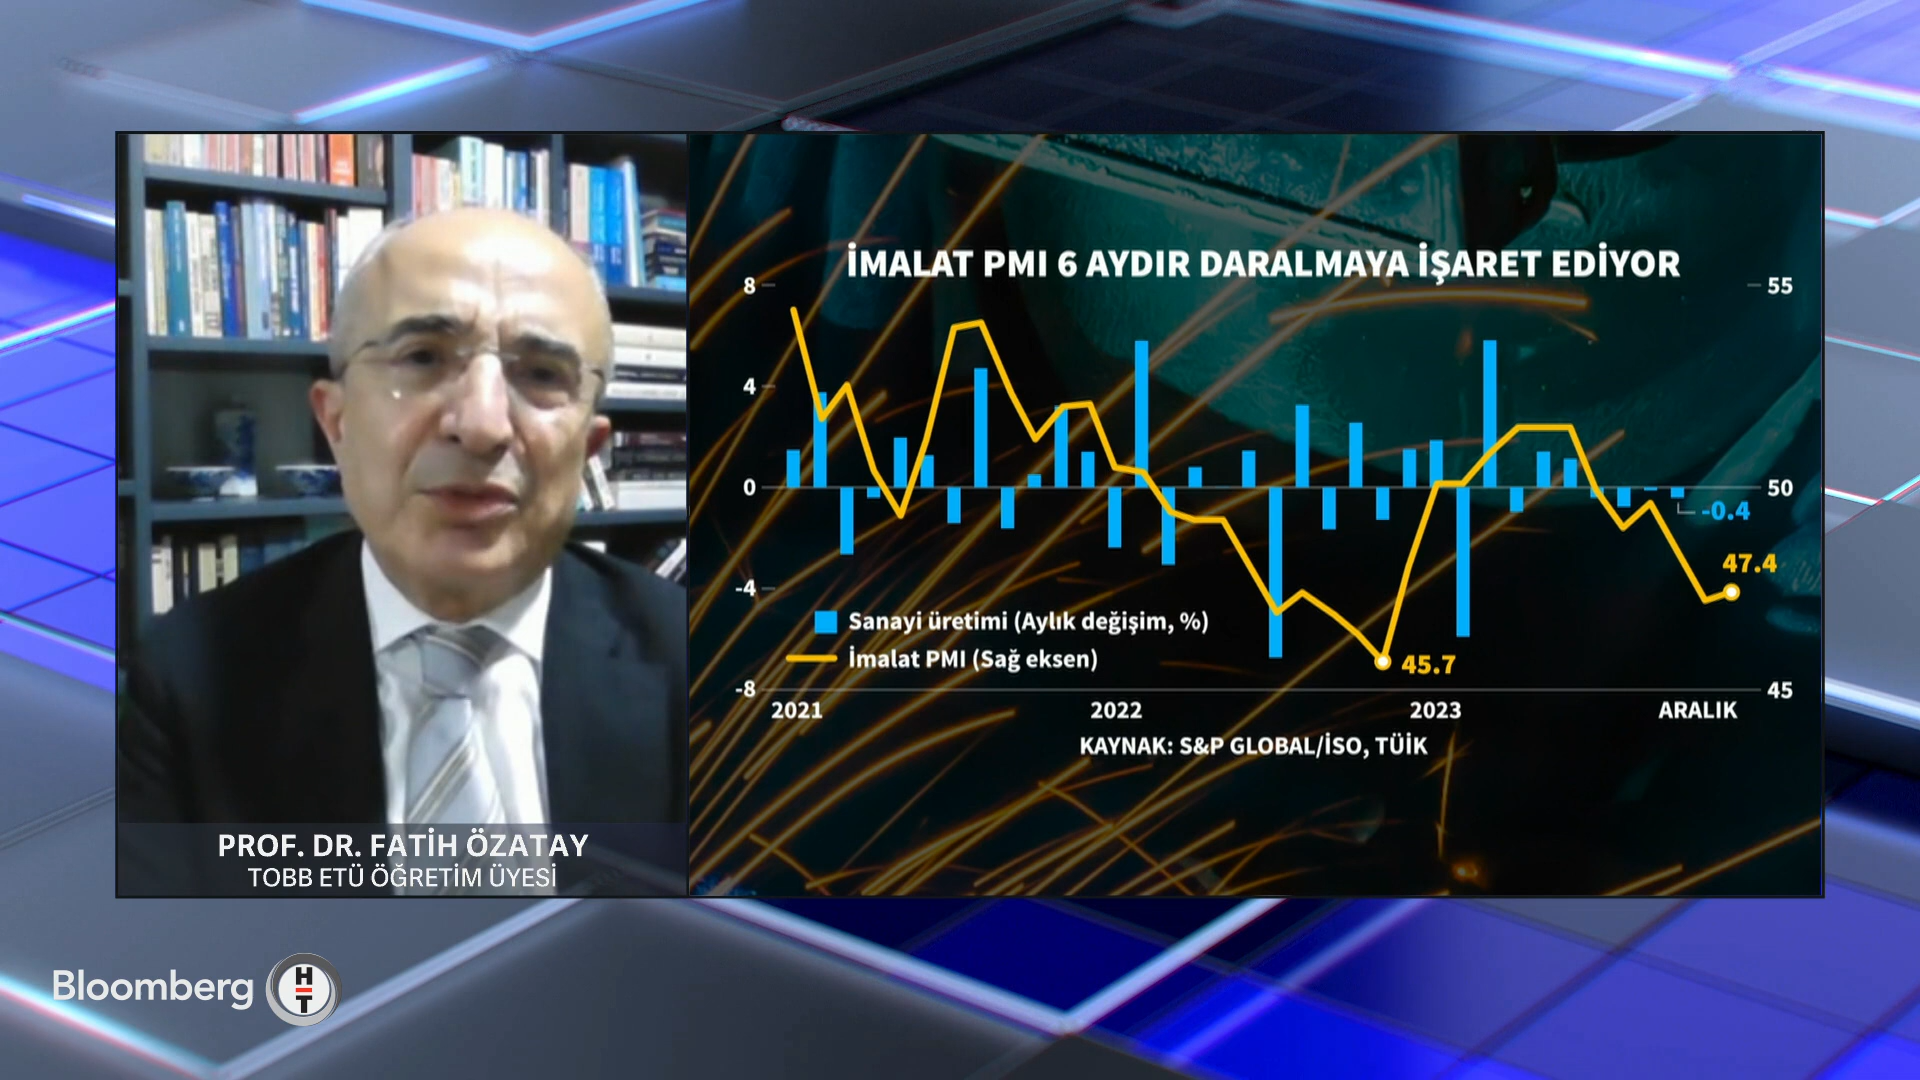 İMALAT PMI 6 AYDIR DARALMAYA İŞARET EDİYOR
8
55
4
0
50
-0.4
47.4
-4
Sanayi üretimi (Aylık değişim, %)
İmalat PMI (Sağ eksen)
45.7
-8
45
2021
2022
2023
ARALIK
KAYNAK: S&P GLOBAL/İSO, TÜİK
PROF. DR. FATİH ÖZATAY
TOBB ETÜ ÖĞRETİM ÜYESİ
Bloomberg HT